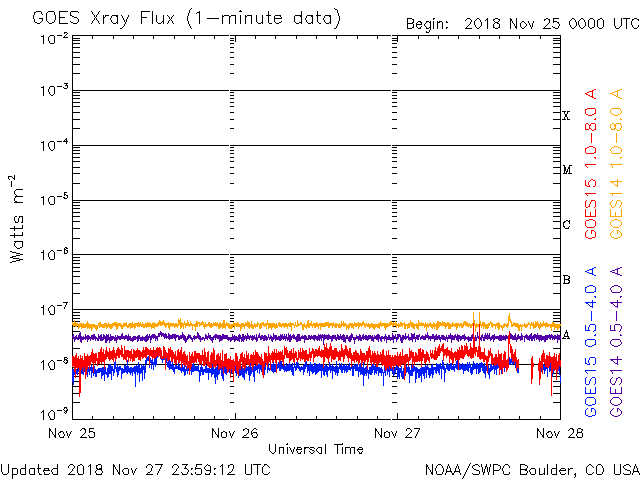 GOES Xray Flux (1-minute data)
Begin: 2018 Nov 25 0000 UTC
10⁻²
10⁻³
10⁻⁴
10⁻⁵
10⁻⁶
10⁻⁷
10⁻⁸
10⁻⁹
Watts m⁻²
X
M
C
B
A
GOES15 1.0-8.0 A
GOES14 1.0-8.0 A
GOES15 0.5-4.0 A
GOES14 0.5-4.0 A
Nov 25 Nov 26 Nov 27 Nov 28
Universal Time
Updated 2018 Nov 27 23:59:12 UTC
NOAA/SWPC Boulder, CO USA